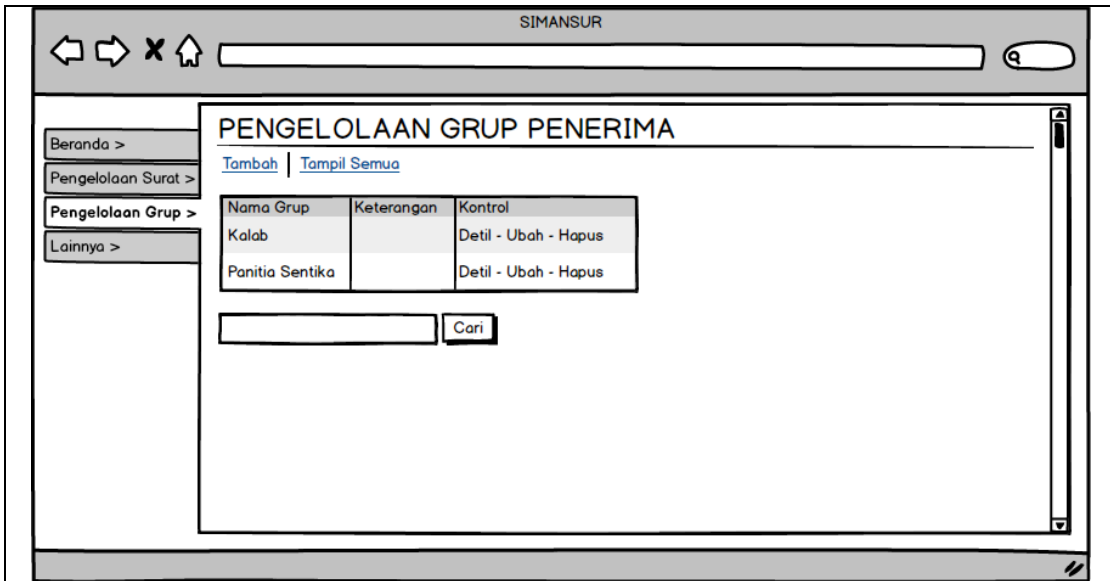 SIMANSUR
Beranda >
Pengelolaan Surat >
Pengelolaan Grup >
Lainnya >
PENGELOLAAN GRUP PENERIMA
Tambah | Tampil Semua
Nama Grup Keterangan Kontrol
Kalab Detil - Ubah - Hapus
Panitia Sentika Detil - Ubah - Hapus
Cari